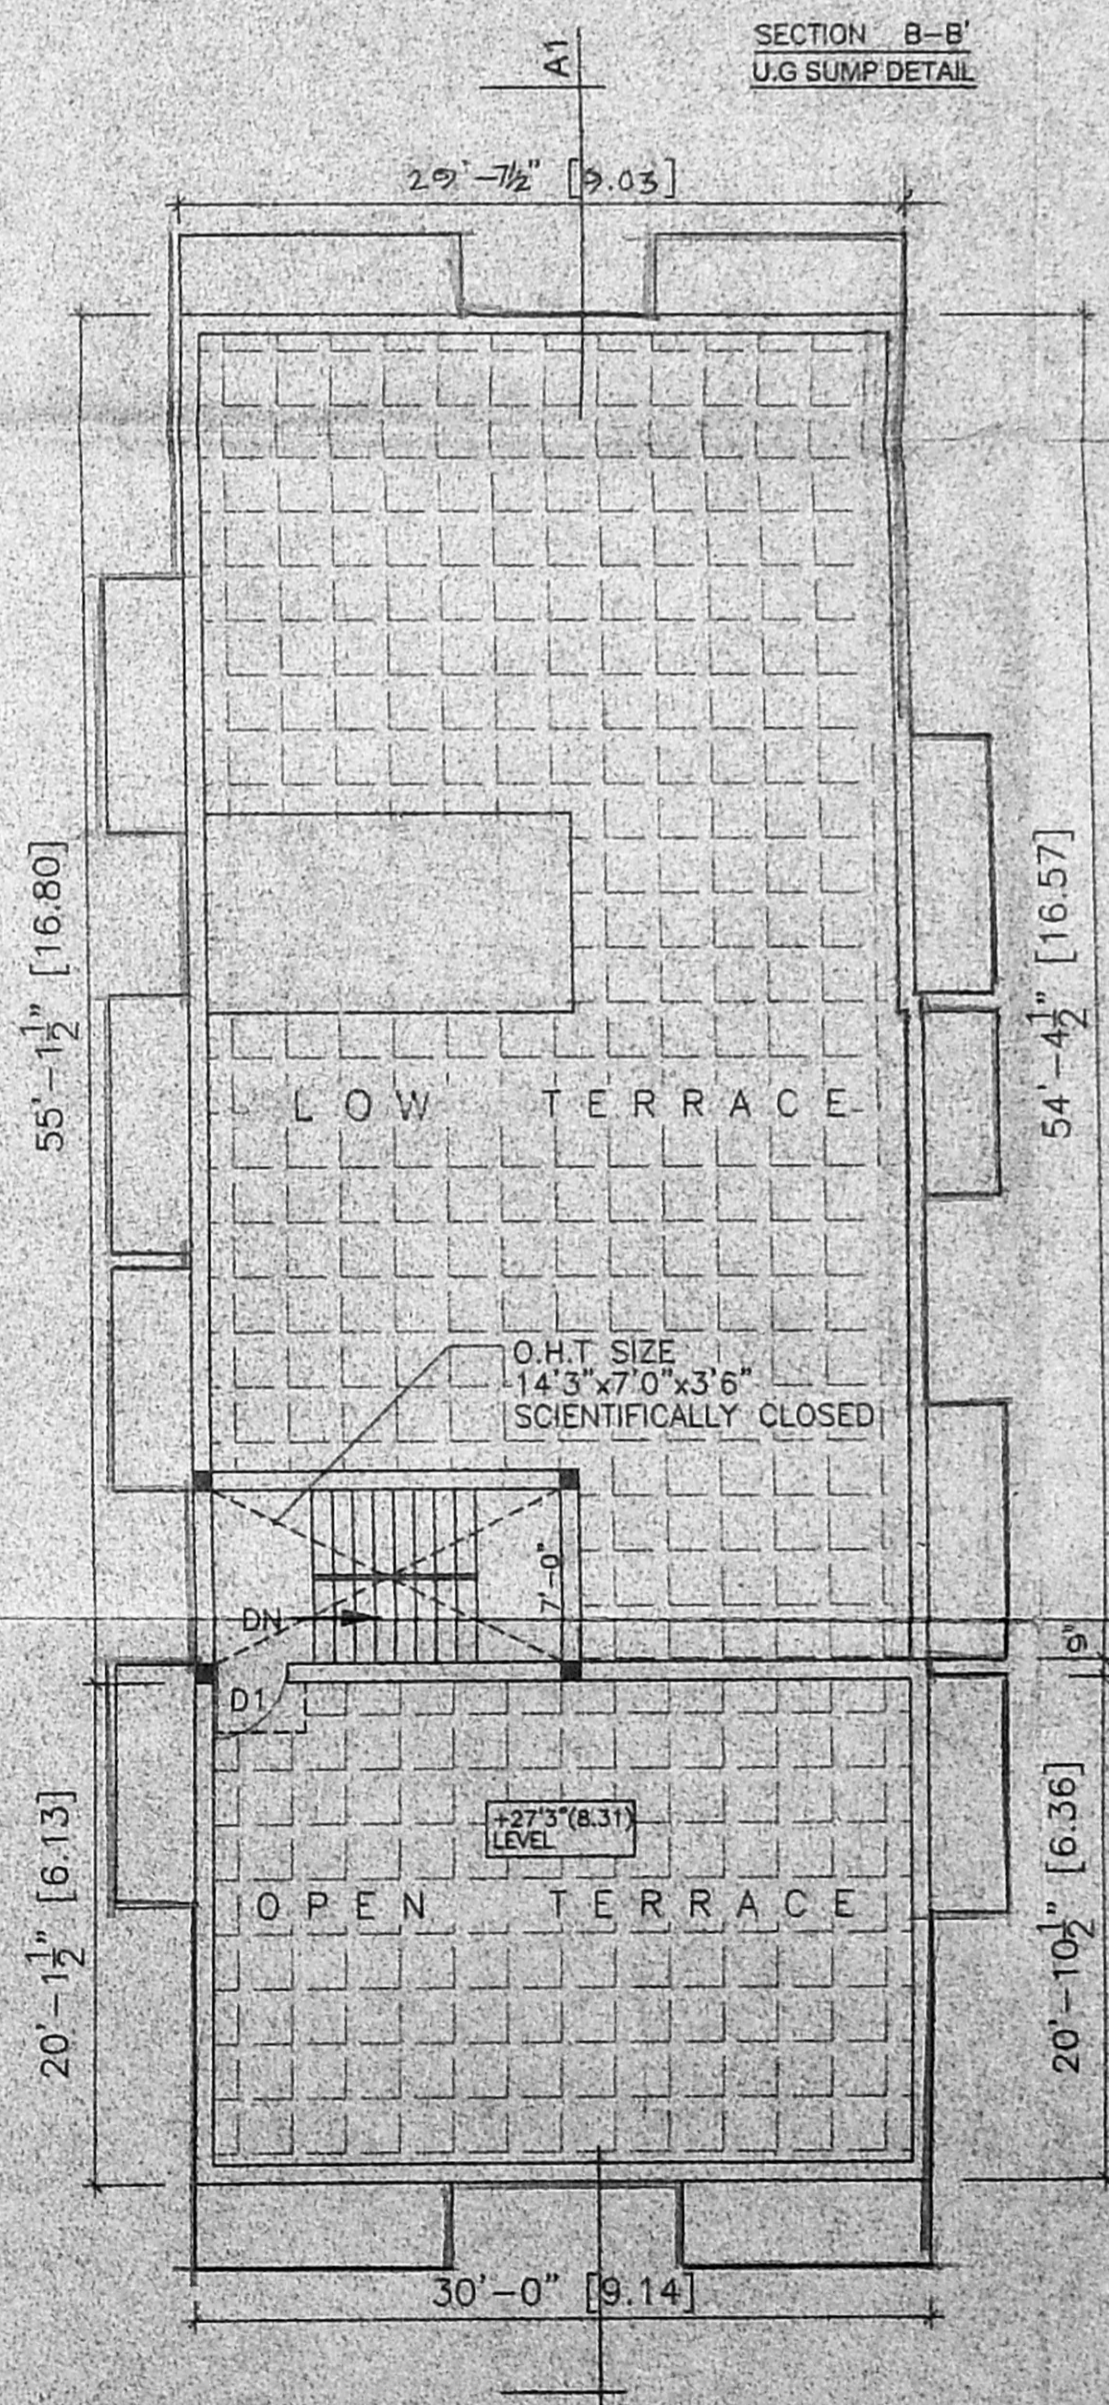 SECTION B-B'
U.G SUMP DETAIL
A1
29'-7½" [9.03]
55'-1½" [16.80]
54'-4½" [16.57]
LOW TERRACE
O.H.T SIZE
14'3"x7'0"x3'6"
SCIENTIFICALLY CLOSED
7'-0"
DN
9"
D1
+27'3"(8.31)
LEVEL
OPEN TERRACE
20'-1½" [6.13]
20'-10½" [6.36]
30'-0" [9.14]